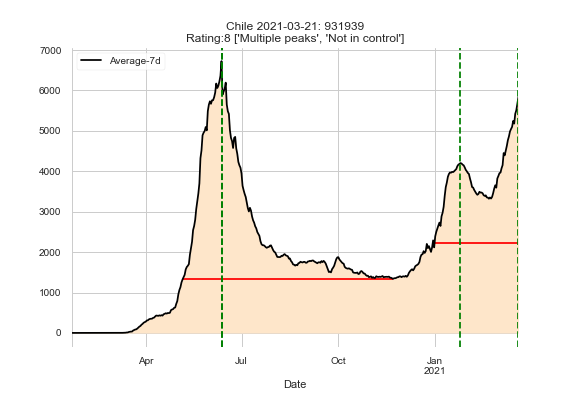 Chile 2021-03-21: 931939
Rating:8 ['Multiple peaks', 'Not in control']
Average-7d
7000
6000
5000
4000
3000
2000
1000
0
Apr
Jul
Oct
Jan
2021
Date